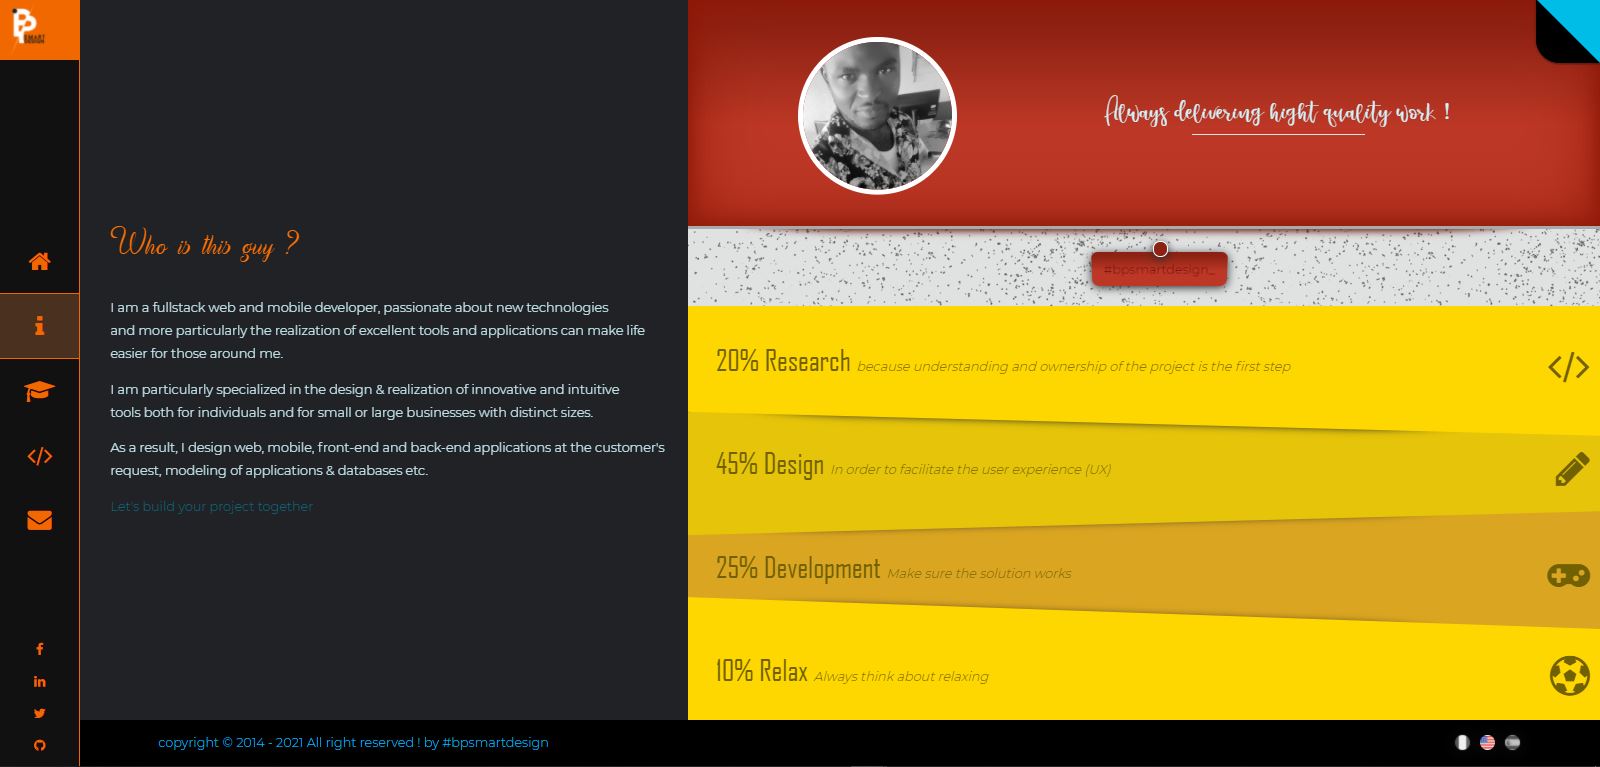 SMART
DESIGN
Who is this guy ?
I am a fullstack web and mobile developer, passionate about new technologies
and more particularly the realization of excellent tools and applications can make life
easier for those around me.
I am particularly specialized in the design & realization of innovative and intuitive
tools both for individuals and for small or large businesses with distinct sizes.
As a result, I design web, mobile, front-end and back-end applications at the customer's
request, modeling of applications & databases etc.
Let's build your project together
Always delivering hight quality work !
#bpsmartdesign_
20% Research because understanding and ownership of the project is the first step
45% Design In order to facilitate the user experience (UX)
25% Development Make sure the solution works
10% Relax Always think about relaxing
copyright © 2014 - 2021 All right reserved ! by #bpsmartdesign